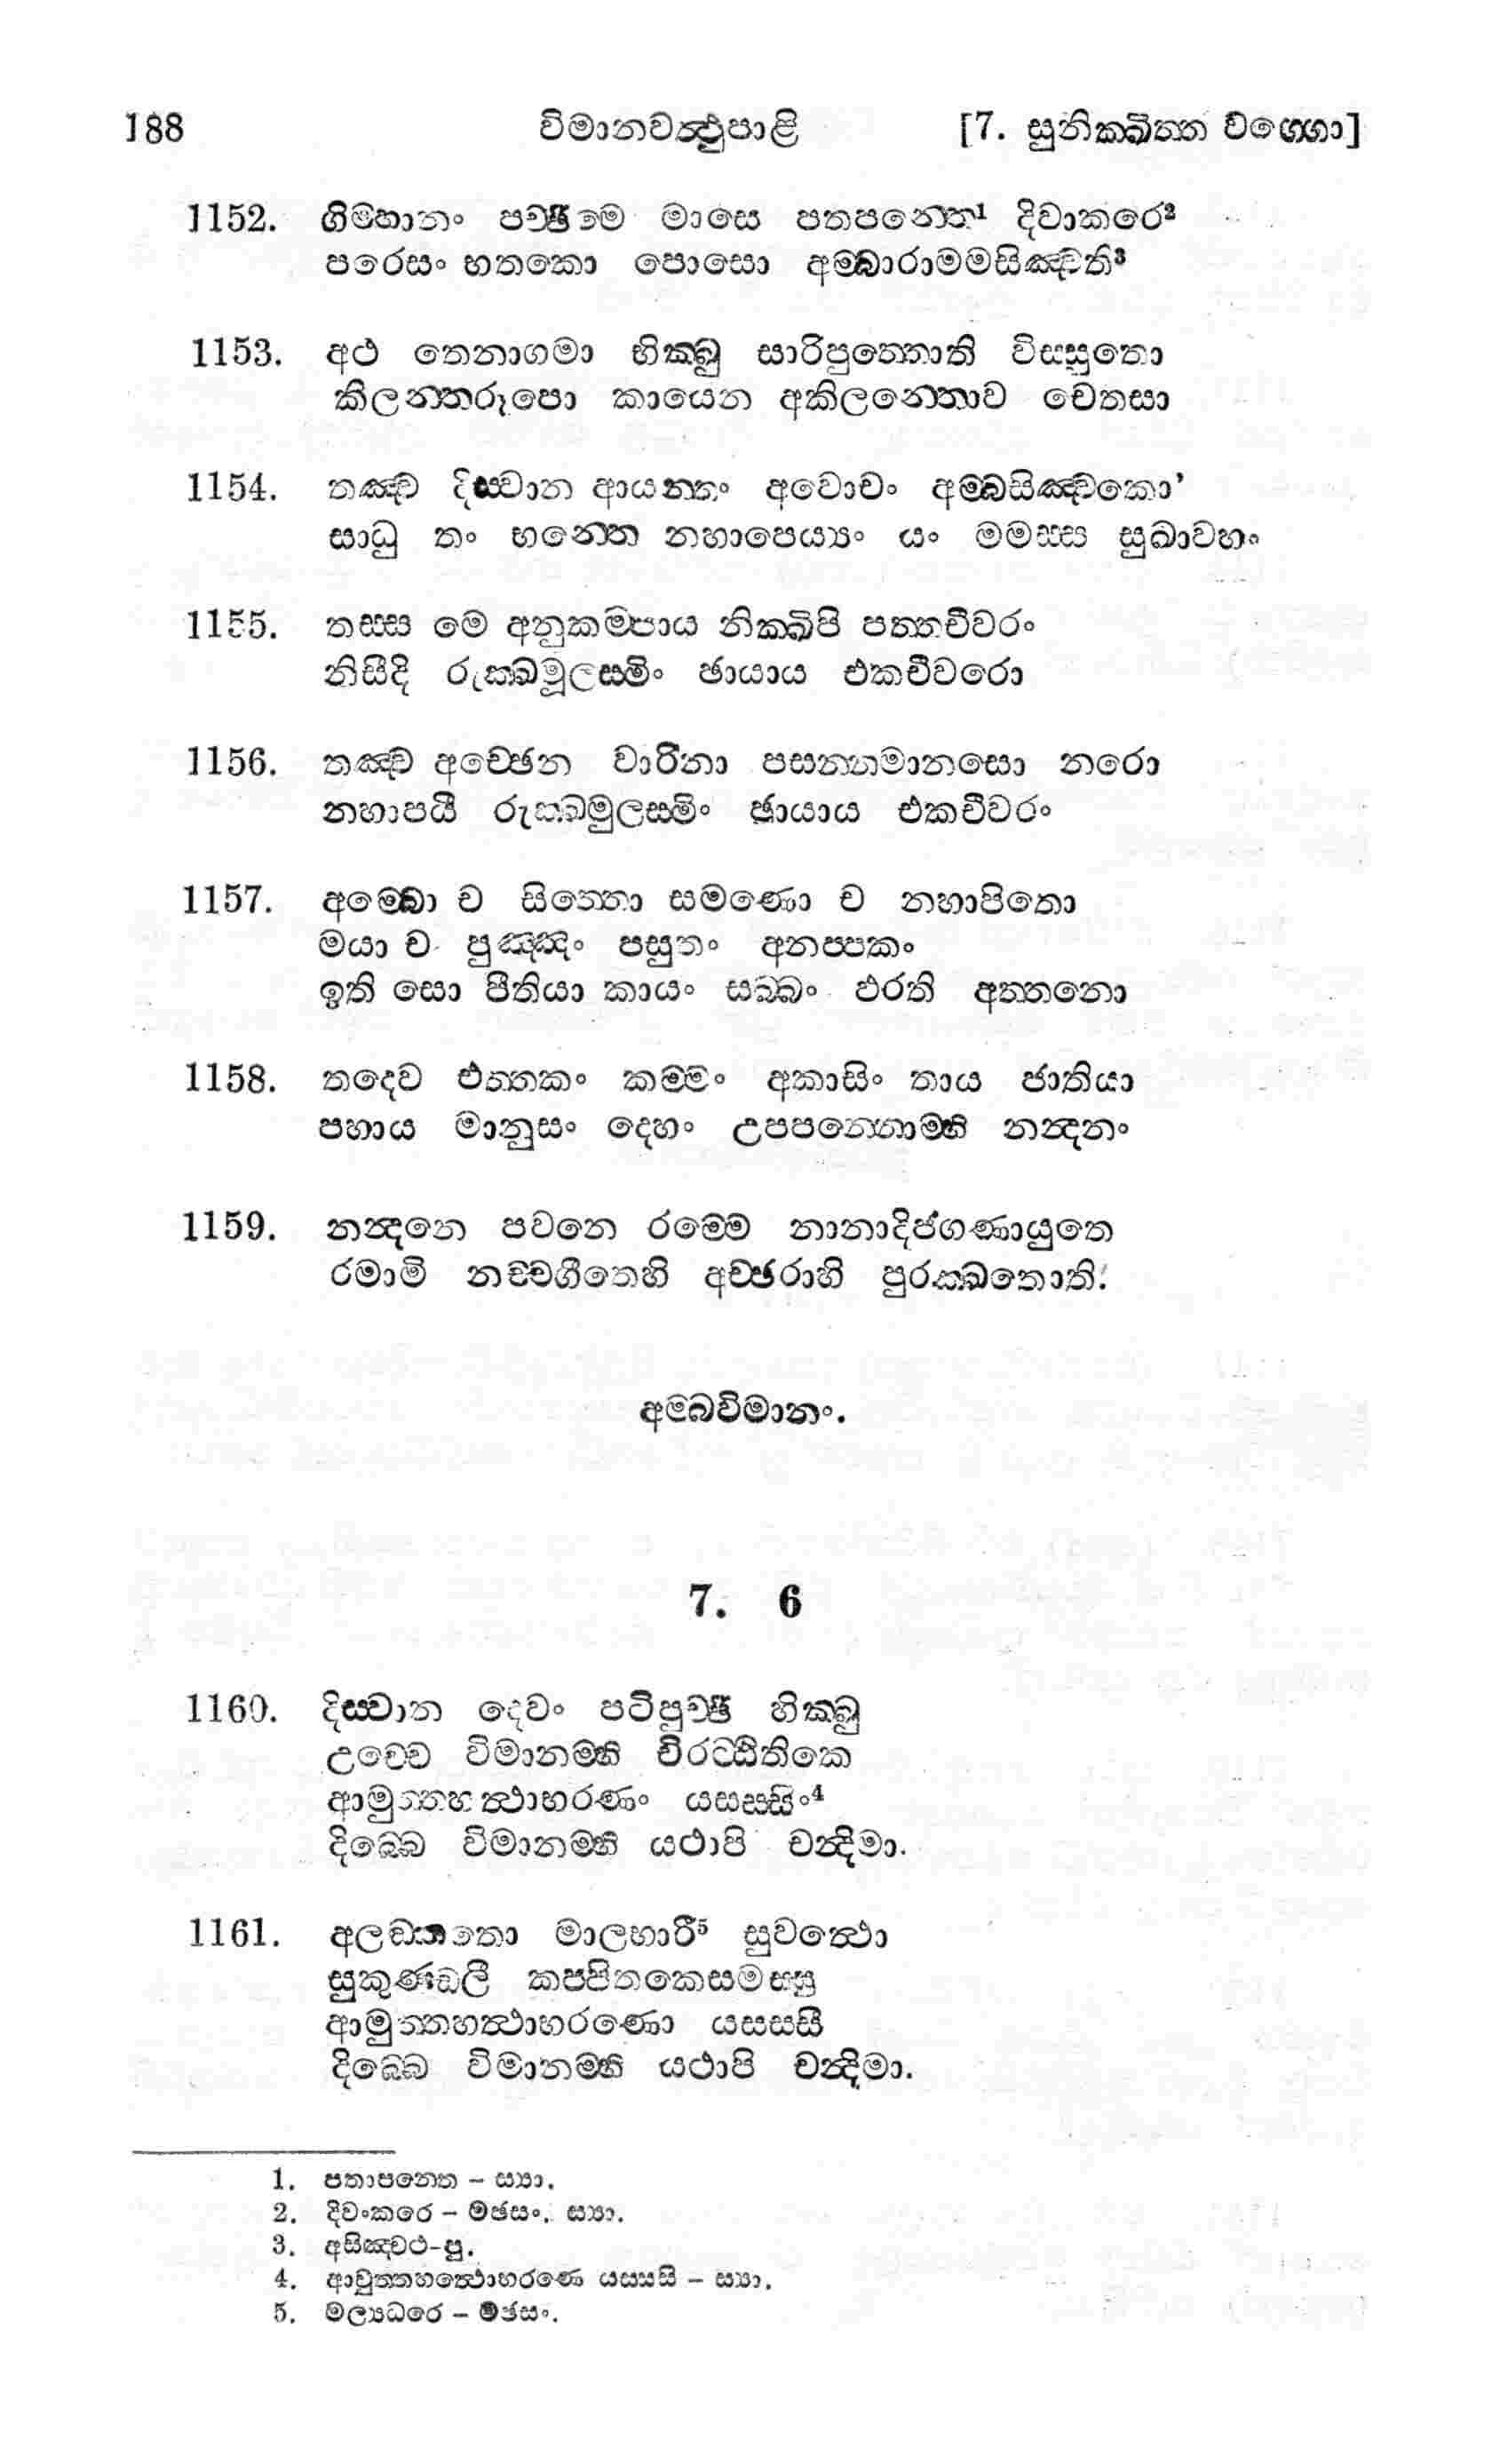 188 විමානවත්‍ථුපාළි [7. සුනික්‍ඛිත්‍ත වග්‍ගො]
1152. ගිම්හානං පච්ඡිමෙ මාසෙ පතපන්තෙ¹ දිවාකරෙ²
පරෙසං භතකො පොසො අම්බාරාමමසිඤ්චති³
1153. අථ තෙනාගමා භික්ඛු සාරිපුත්තොති විස්සුතො
කිලන්තරූපො කායෙන අකිලන්තොව චෙතසා
1154. තඤ්ච දිස්වාන ආයන්තං අවොචං අම්බසිඤ්චකො'
සාධු තං භන්තෙ නහාපෙය්‍යං යං මමස්ස සුඛාවහං
1155. තස්ස මෙ අනුකම්පාය නික්ඛිපි පත්තචීවරං
නිසීදි රුක්ඛමූලස්මිං ඡායාය එකචීවරො
1156. තඤ්ච අච්ඡෙන වාරිනා පසන්නමානසො නරො
නහාපයී රුක්ඛමුලස්මිං ඡායාය එකචීවරං
1157. අම්බො ච සිත්තො සමණො ච නහාපිතො
මයා ච පුඤ්ඤං පසුතං අනප්පකං
ඉති සො පීතියා කායං සබ්බං ඵරති අත්තනො
1158. තදෙව එත්තකං කම්මං අකාසිං තාය ජාතියා
පහාය මානුසං දෙහං උපපන්නොම්හි නන්දනං
1159. නන්දනෙ පවනෙ රම්මෙ නානාදිජගණායුතෙ
රමාමි නච්චගීතෙහි අච්ඡරාහි පුරක්ඛතොති.
අම්බවිමානං.
7. 6
1160. දිස්වාන දෙවං පටිපුච්ඡි භික්ඛු
උච්චෙ විමානම්හි චිරට්ඨිතිකෙ
ආමුත්තහත්ථාභරණං යසස්සිං⁴
දිබ්බෙ විමානම්හි යථාපි චන්දිමා.
1161. අලඞ්කතො මාලභාරී⁵ සුවත්ථො
සුකුණ්ඩලී කප්පිතකෙසමස්සු
ආමුත්තහත්ථාභරණො යසස්සී
දිබ්බෙ විමානම්හි යථාපි චන්දිමා.
1. පතාපන්තෙ – ස්‍යා.
2. දිවංකරෙ – මඡසං. ස්‍යා.
3. අසිඤ්චථ-පු.
4. ආවුත්තහත්ථොභරණෙ යසස්සි – ස්‍යා.
5. මල්‍යධරෙ – මඡසං.